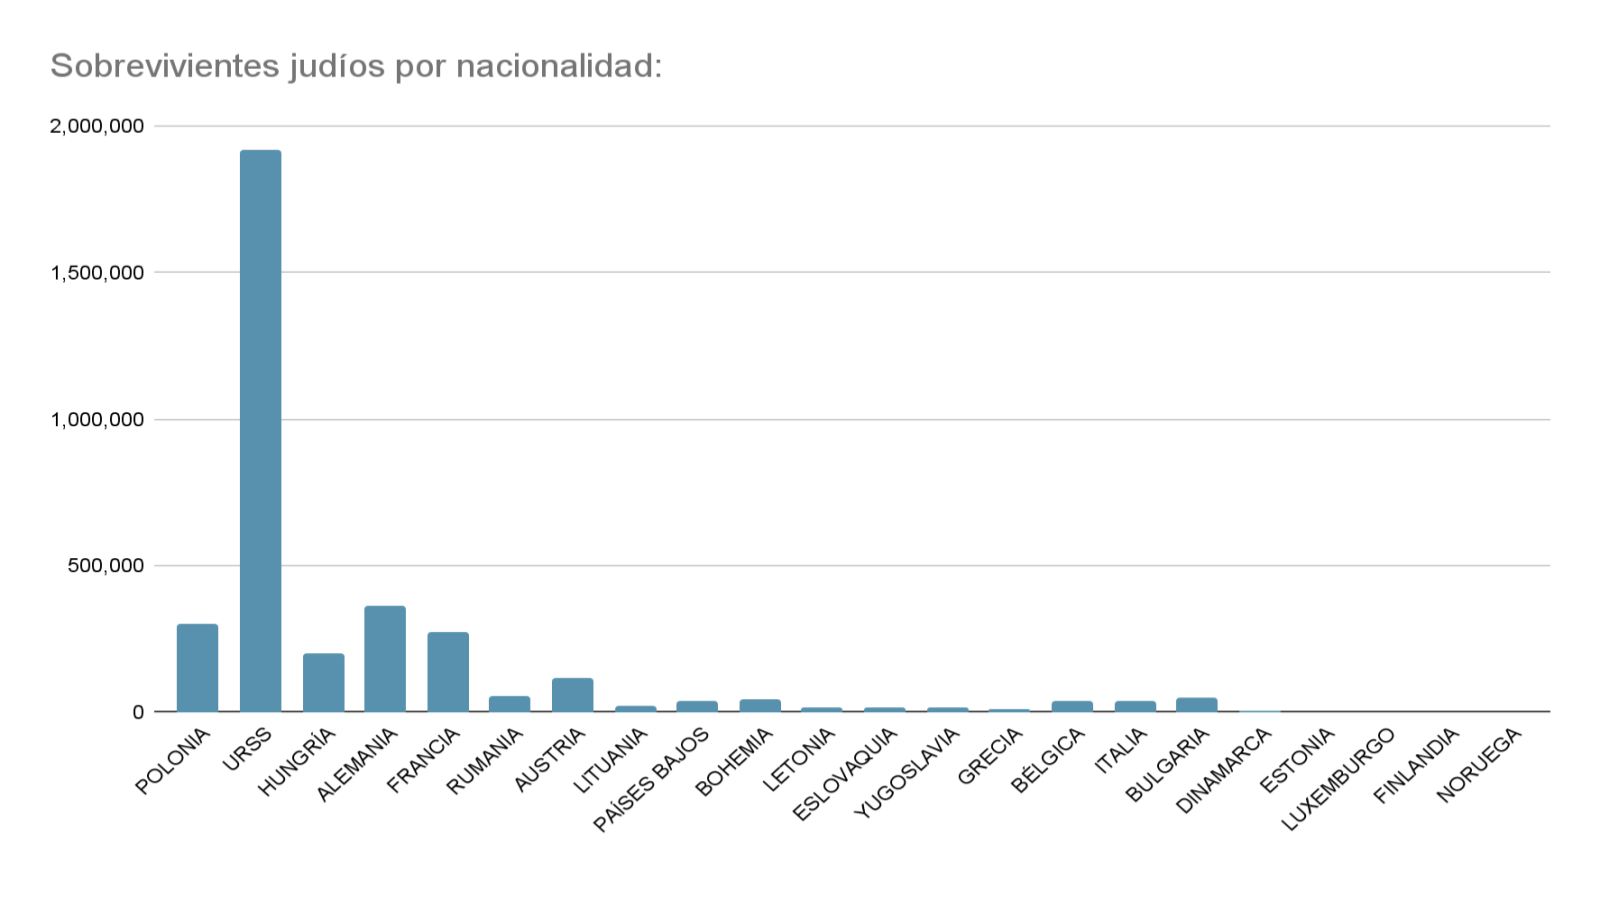 Sobrevivientes judíos por nacionalidad:
2,000,000
1,500,000
1,000,000
500,000
0
POLONIA
URSS
HUNGRÍA
ALEMANIA
FRANCIA
RUMANIA
AUSTRIA
LITUANIA
PAÍSES BAJOS
BOHEMIA
LETONIA
ESLOVAQUIA
YUGOSLAVIA
GRECIA
BÉLGICA
ITALIA
BULGARIA
DINAMARCA
ESTONIA
LUXEMBURGO
FINLANDIA
NORUEGA